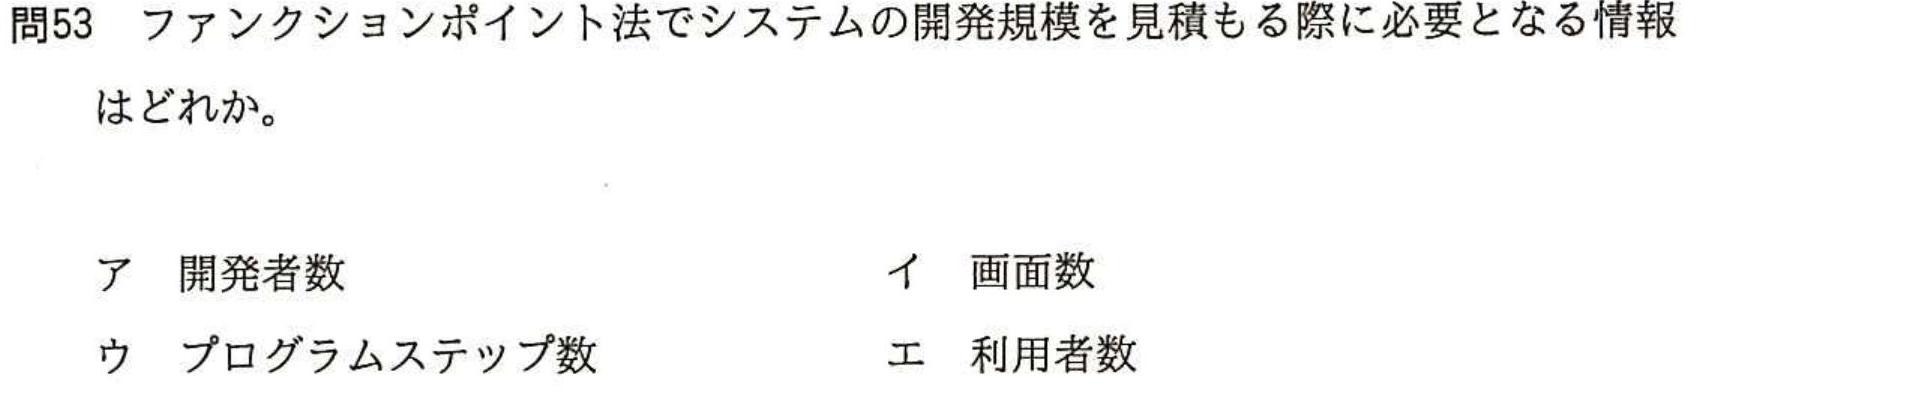 問53　ファンクションポイント法でシステムの開発規模を見積もる際に必要となる情報
はどれか。
ア　開発者数　イ　画面数
ウ　プログラムステップ数　エ　利用者数